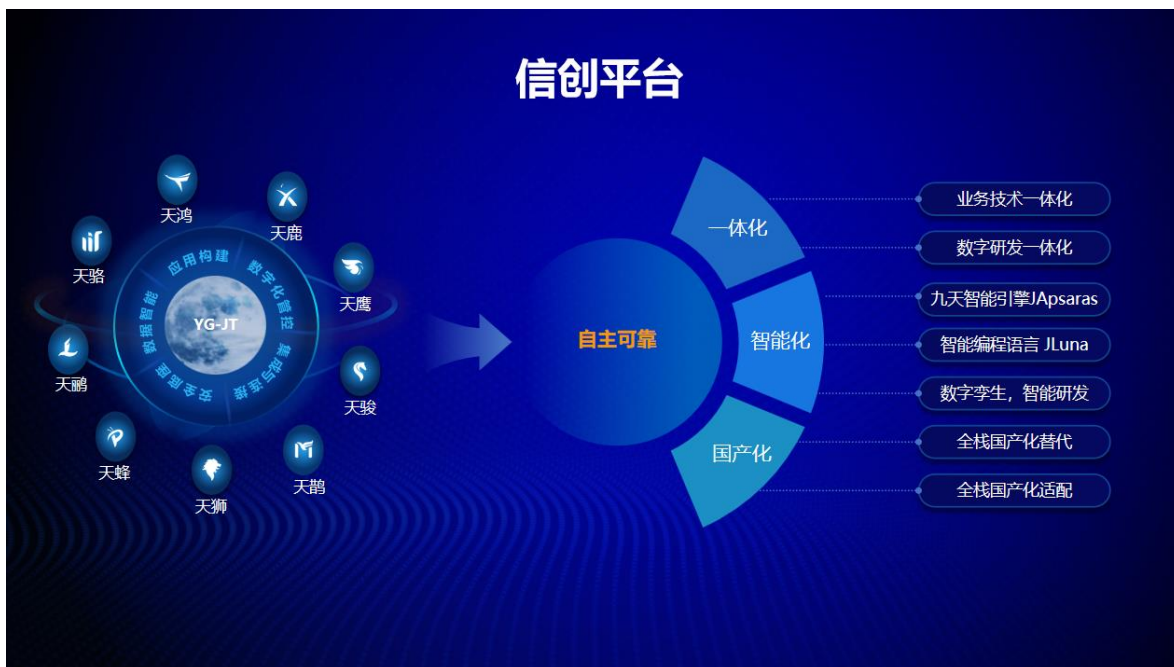 信创平台
天鸿
天鹿
天骆
天鹰
天鹂
天骏
天蜂
天狮
天鹊
应用构建
数字化管控
集成与连接
安全底座
数据智能
YG-JT
自主可靠
一体化
智能化
国产化
业务技术一体化
数字研发一体化
九天智能引擎JApsaras
智能编程语言 JLuna
数字孪生，智能研发
全栈国产化替代
全栈国产化适配